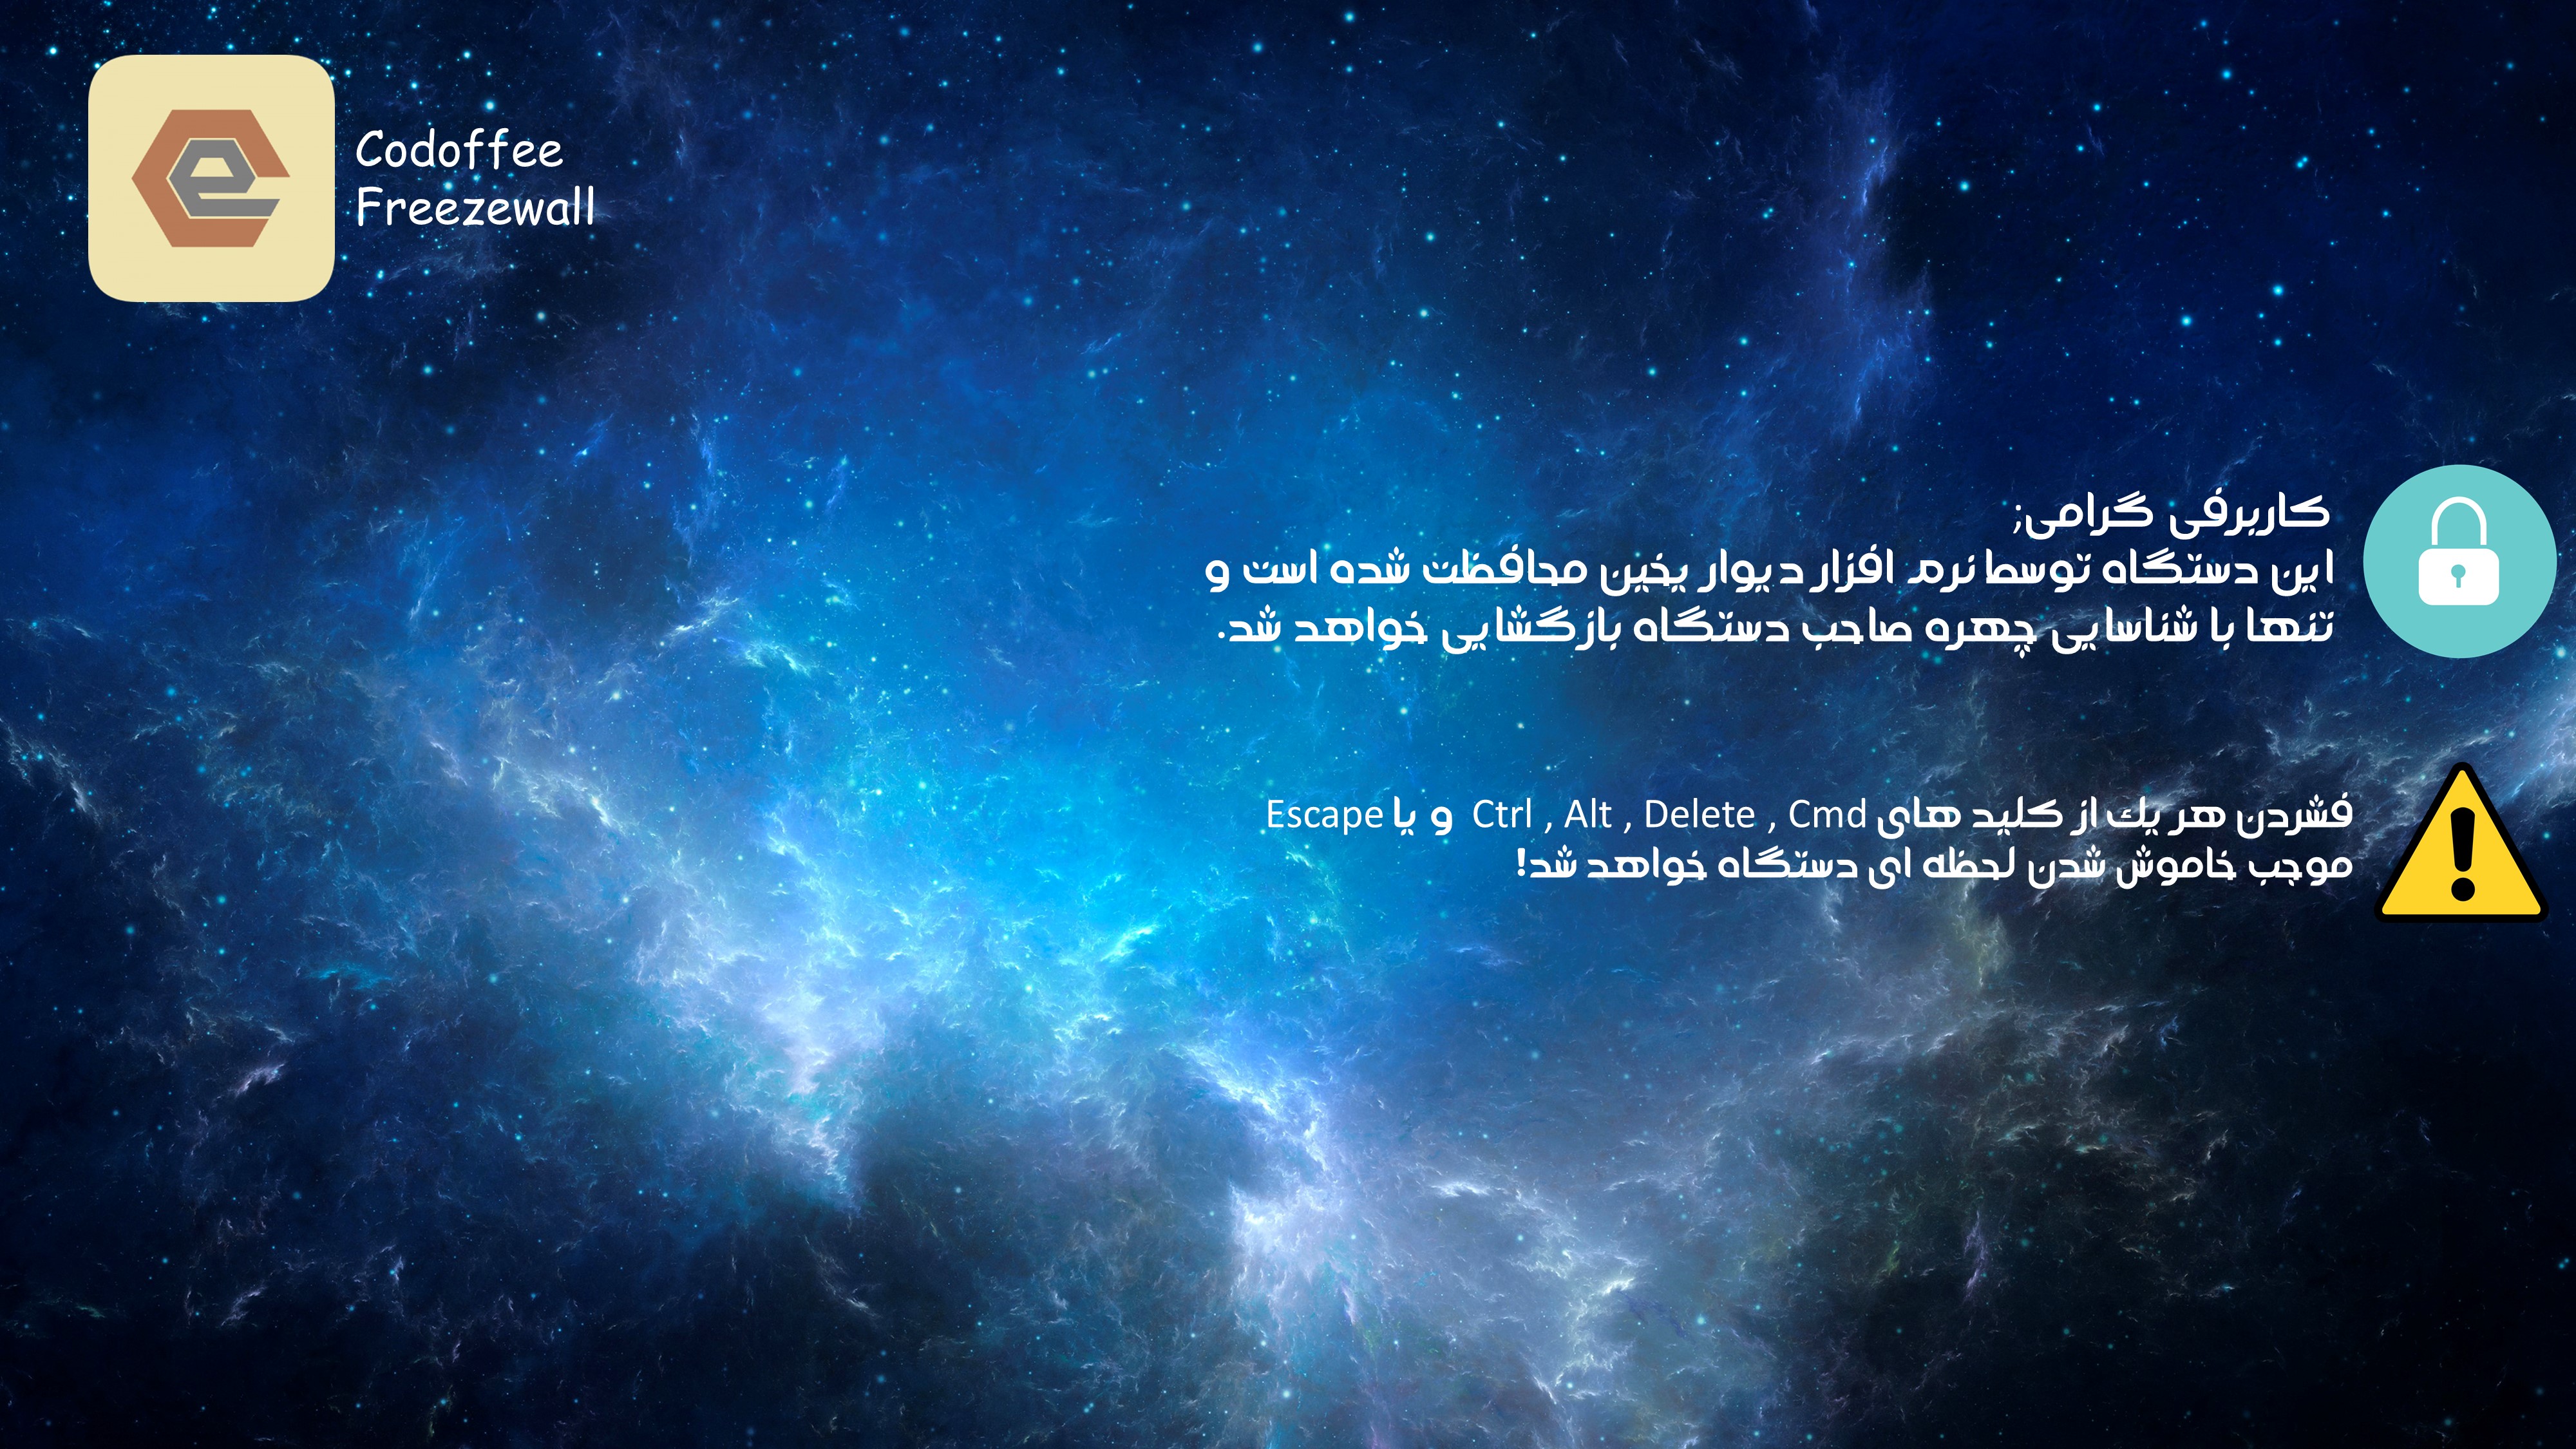 Codoffee
Freezewall
کاربرفی گرامی;
این دستگاه توسط نرم افزار دیوار یخین محافظت شده است و
تنها با شناسایی چهره صاحب دستگاه بازگشایی خواهد شد.
فشردن هر یك از کلید های Ctrl , Alt , Delete , Cmd و یا Escape
موجب خاموش شدن لحظه ای دستگاه خواهد شد!